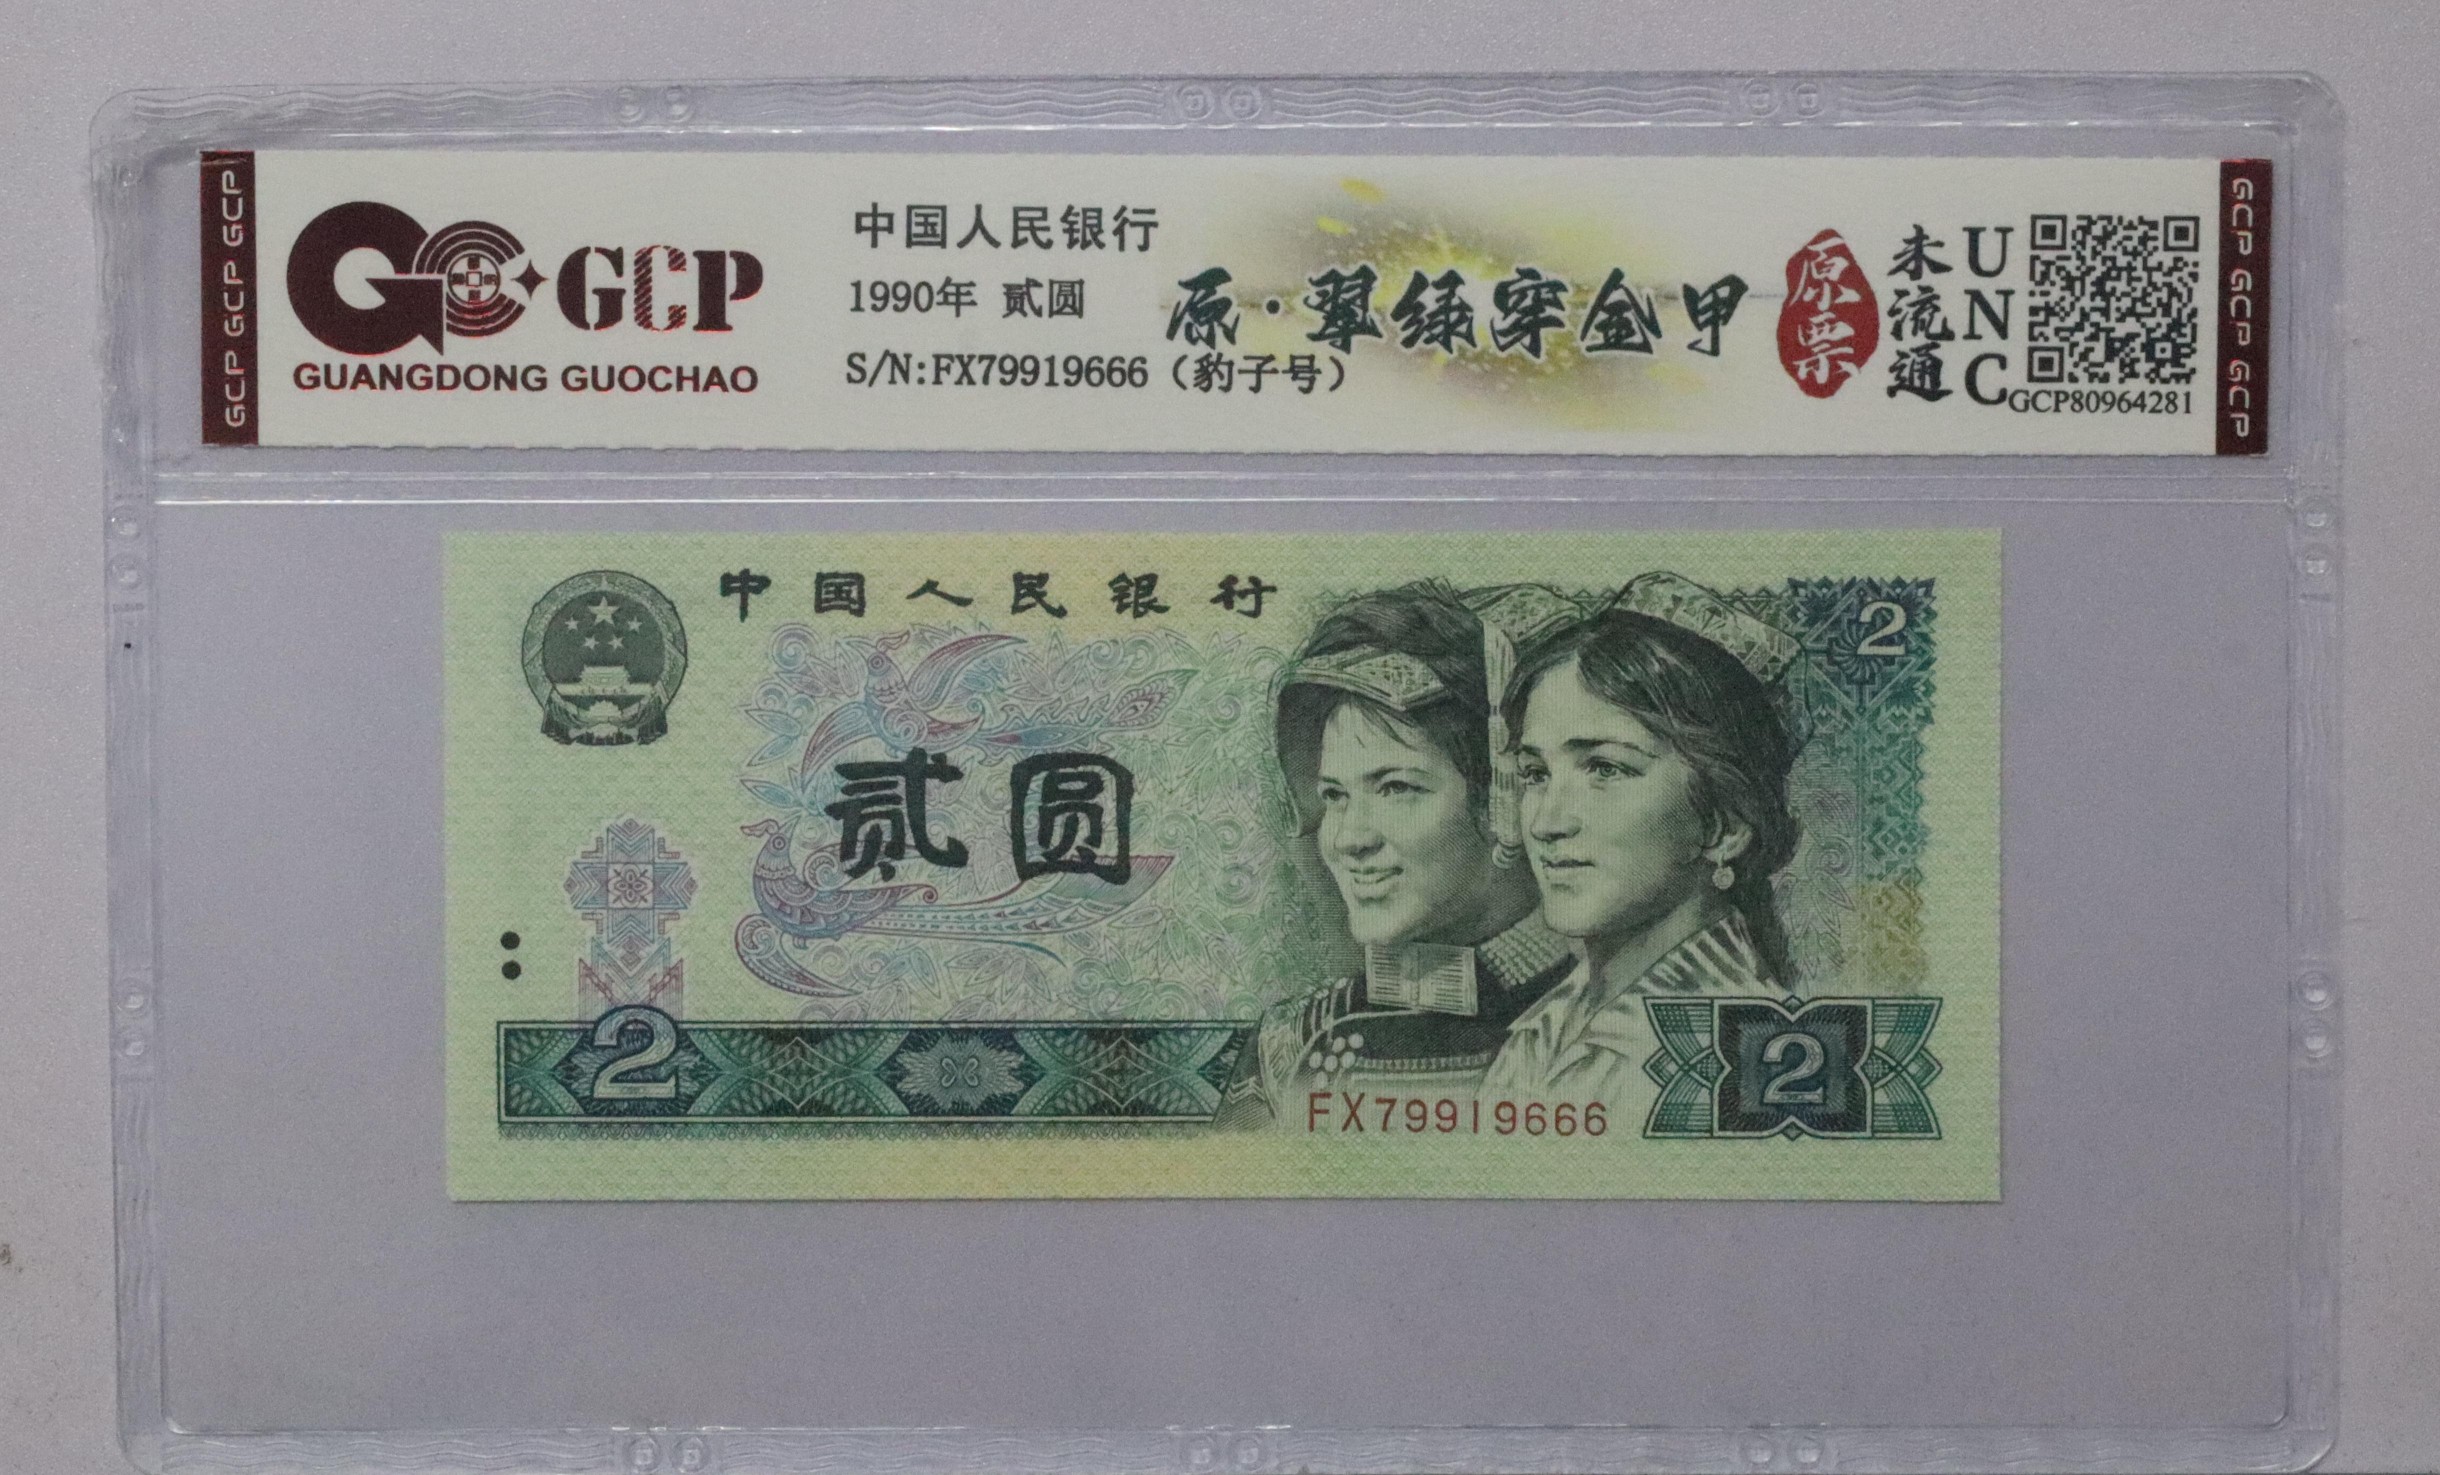 GCP GCP GCP
GCP
GUANGDONG GUOCHAO
中国人民银行
1990年 贰圆
S/N:FX79919666（豹子号）
原·翠绿穿金甲
原票
未流通
UNC
GCP80964281
GCP GCP GCP
中国人民银行
2
贰圆
2
FX79919666
2